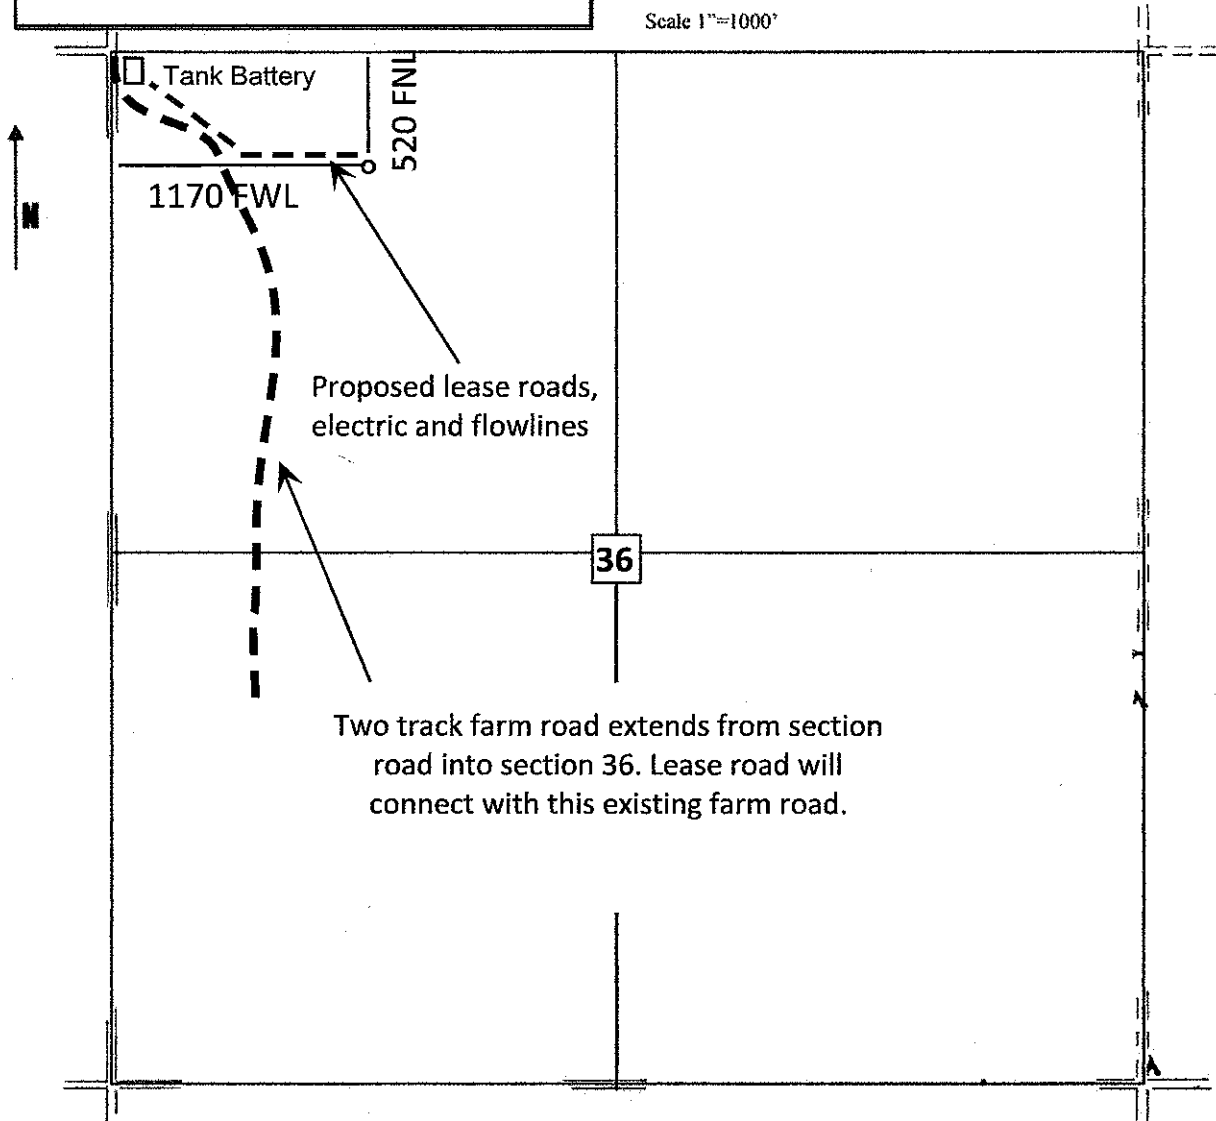 Scale 1"=1000'
Tank Battery
520 FNL
1170 FWL
N
Proposed lease roads,
electric and flowlines
36
Two track farm road extends from section
road into section 36. Lease road will
connect with this existing farm road.